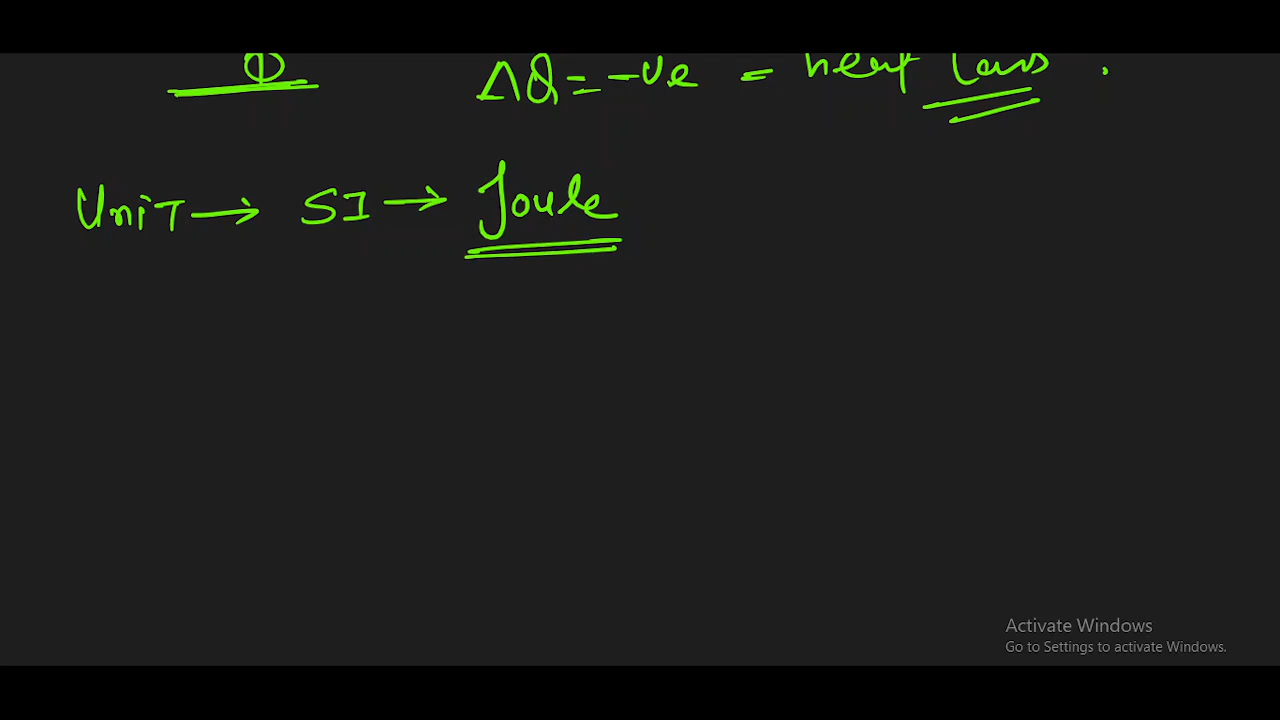 Φ ΔQ = -ve = heat loss.
Unit → SI → Joule
Activate Windows
Go to Settings to activate Windows.